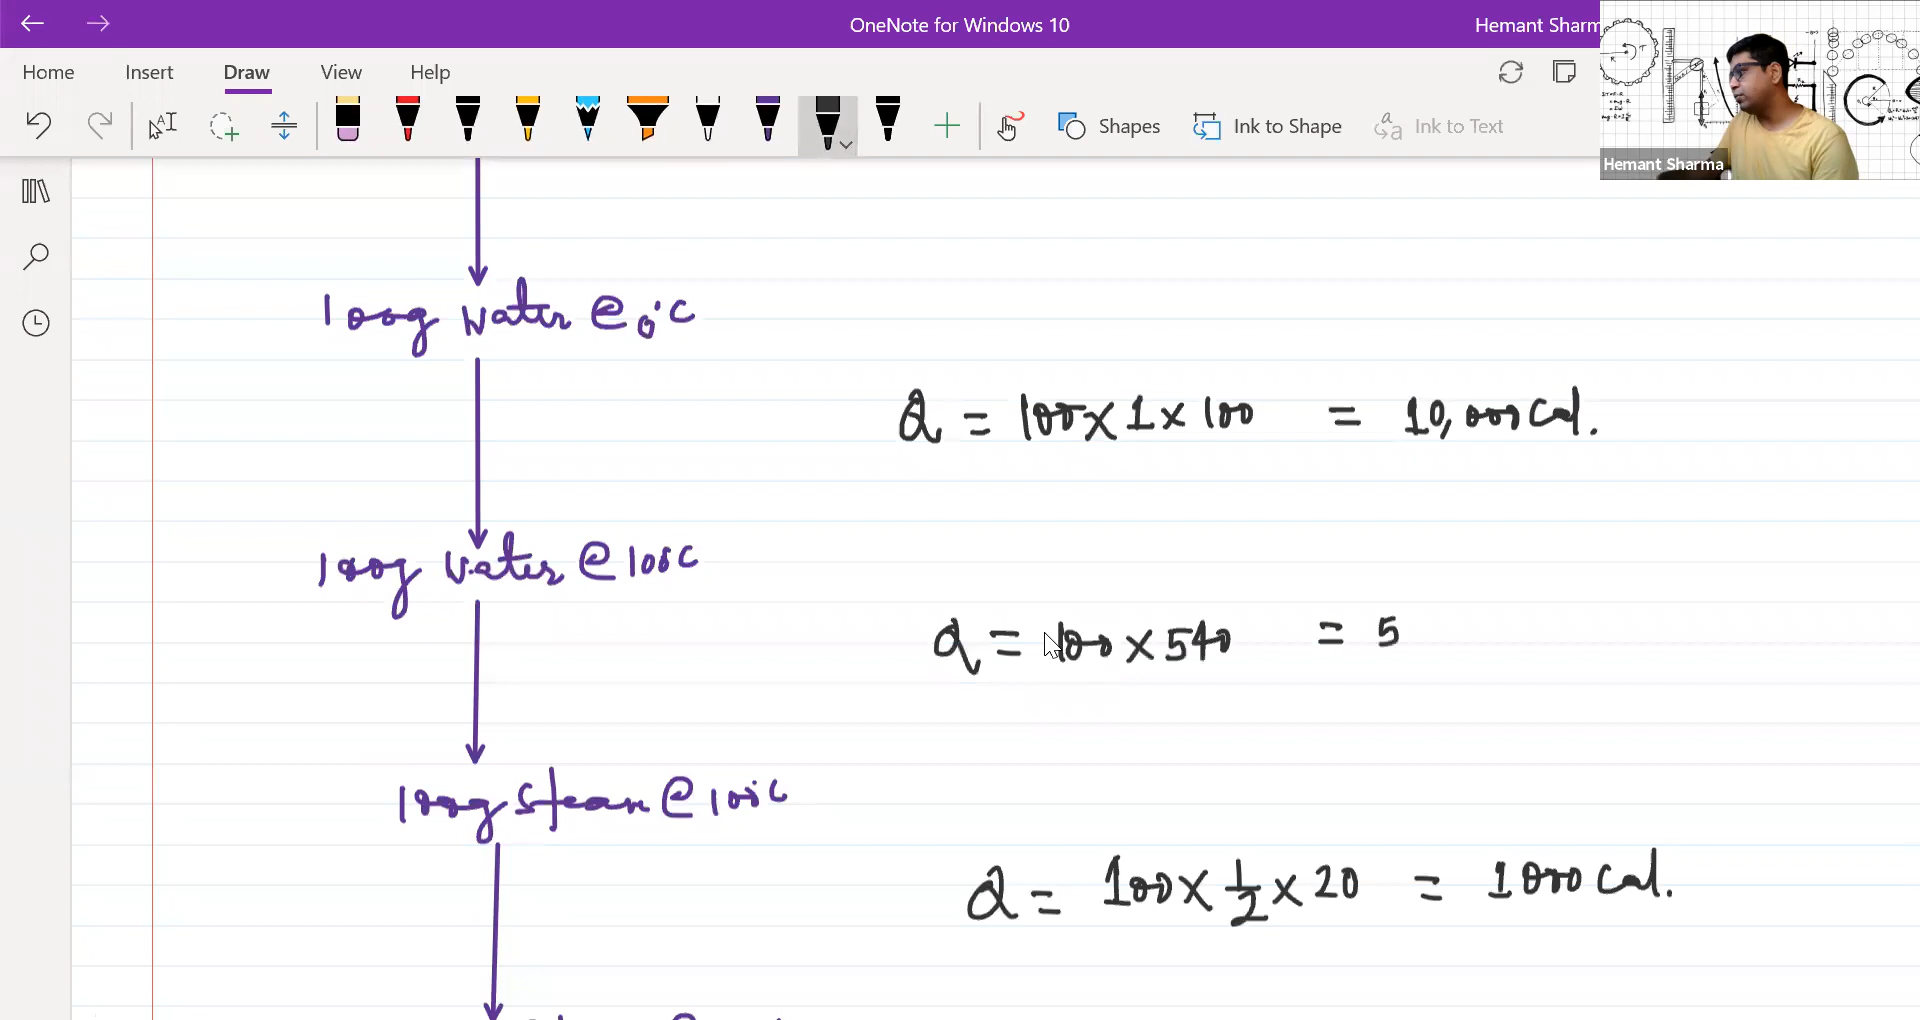 OneNote for Windows 10
Hemant Sharm
Home Insert Draw View Help
Shapes Ink to Shape Ink to Text
Hemant Sharma
100g water @ 0°C
Q = 100 × 1 × 100 = 10,000 Cal.
100g water @ 100°C
Q = 100 × 540 = 5
100g Steam @ 100°C
Q = 100 × 1/2 × 20 = 1000 Cal.